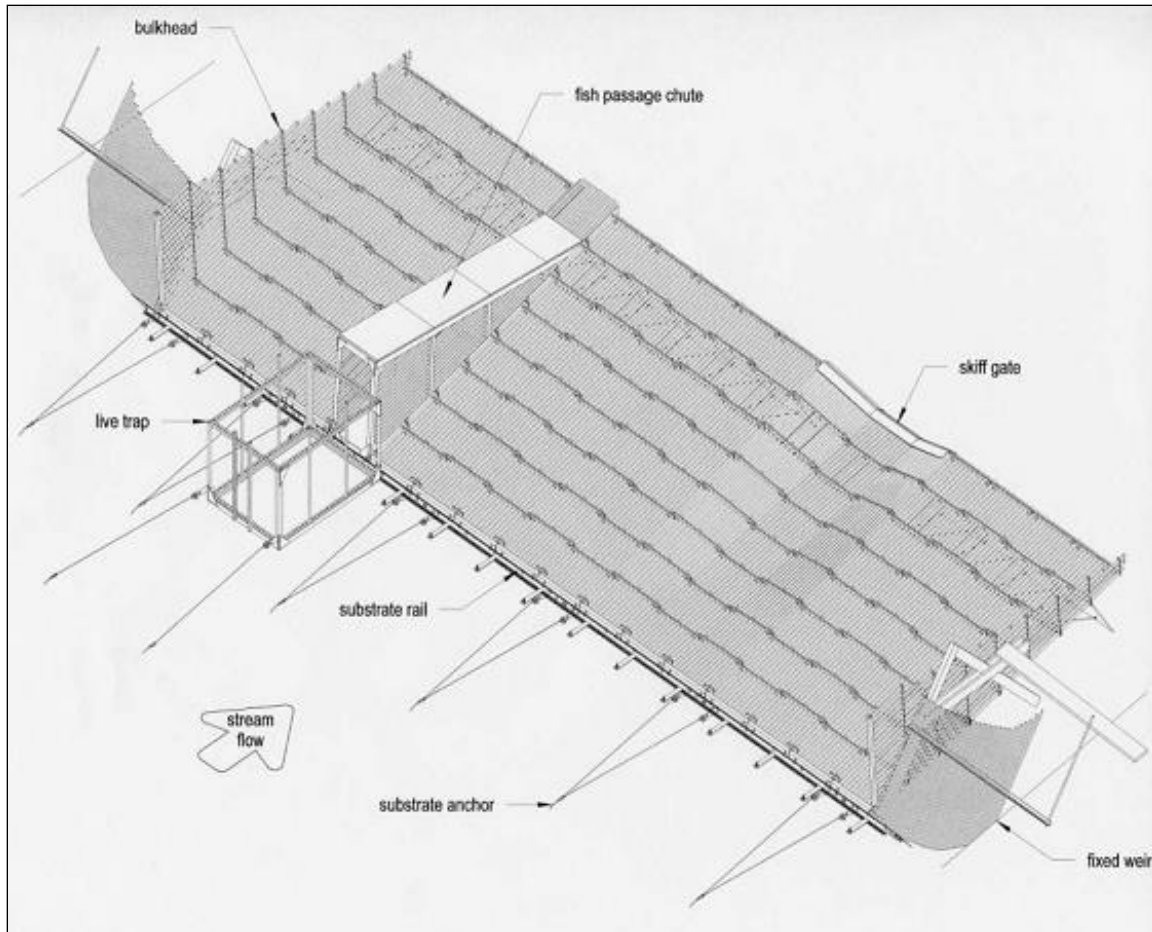 bulkhead
fish passage chute
skiff gate
live trap
substrate rail
stream
flow
substrate anchor
fixed weir